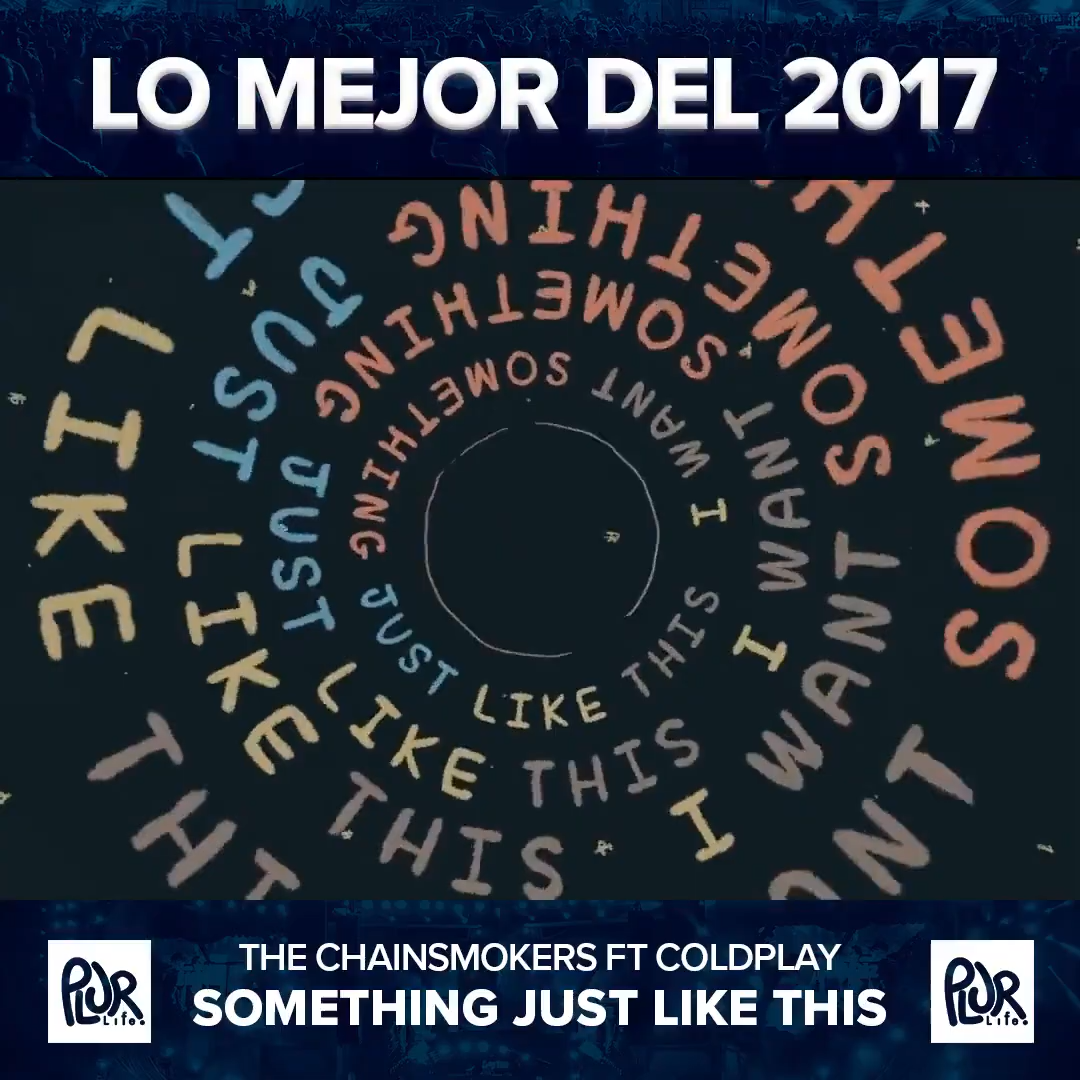 LO MEJOR DEL 2017
SOMETHING
SOMETHING
SOMETHING
I WANT
I WANT
I WANT
JUST
JUST
JUST
LIKE
LIKE
LIKE
LIKE
THIS
THIS
THIS
THE CHAINSMOKERS FT COLDPLAY
SOMETHING JUST LIKE THIS
PLUR
Life.
PLUR
Life.